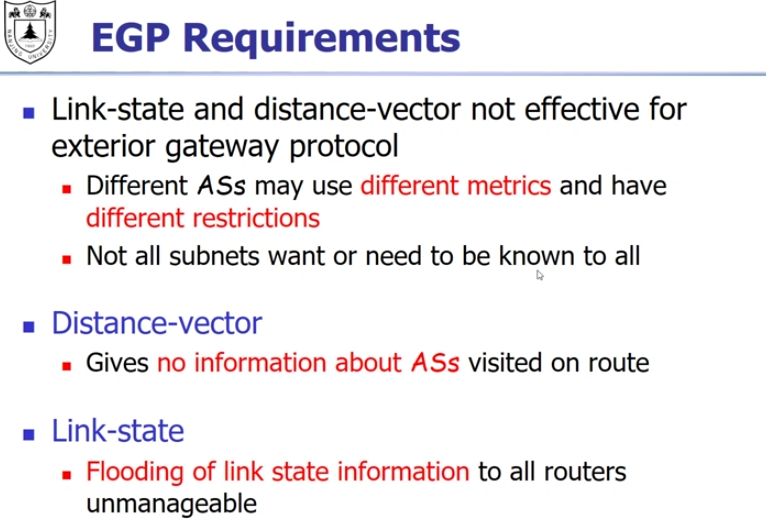 EGP Requirements
Link-state and distance-vector not effective for
exterior gateway protocol
Different ASs may use different metrics and have
different restrictions
Not all subnets want or need to be known to all
Distance-vector
Gives no information about ASs visited on route
Link-state
Flooding of link state information to all routers
unmanageable